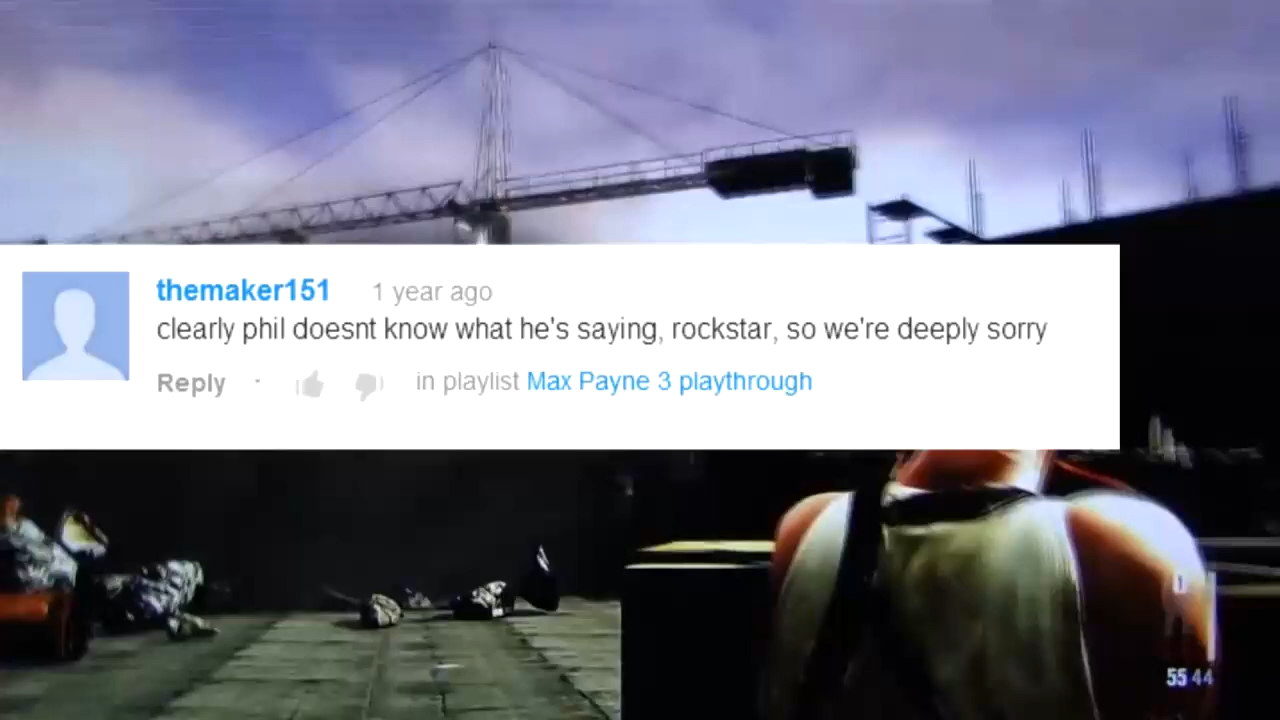 themaker151 1 year ago
clearly phil doesnt know what he's saying, rockstar, so we're deeply sorry
Reply · in playlist Max Payne 3 playthrough
55 44